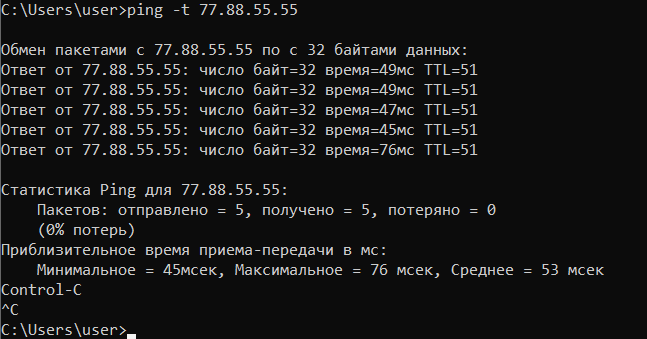 C:\Users\user>ping -t 77.88.55.55
Обмен пакетами с 77.88.55.55 по с 32 байтами данных:
Ответ от 77.88.55.55: число байт=32 время=49мс TTL=51
Ответ от 77.88.55.55: число байт=32 время=49мс TTL=51
Ответ от 77.88.55.55: число байт=32 время=47мс TTL=51
Ответ от 77.88.55.55: число байт=32 время=45мс TTL=51
Ответ от 77.88.55.55: число байт=32 время=76мс TTL=51
Статистика Ping для 77.88.55.55:
    Пакетов: отправлено = 5, получено = 5, потеряно = 0
    (0% потерь)
Приблизительное время приема-передачи в мс:
    Минимальное = 45мсек, Максимальное = 76 мсек, Среднее = 53 мсек
Control-C
^C
C:\Users\user>